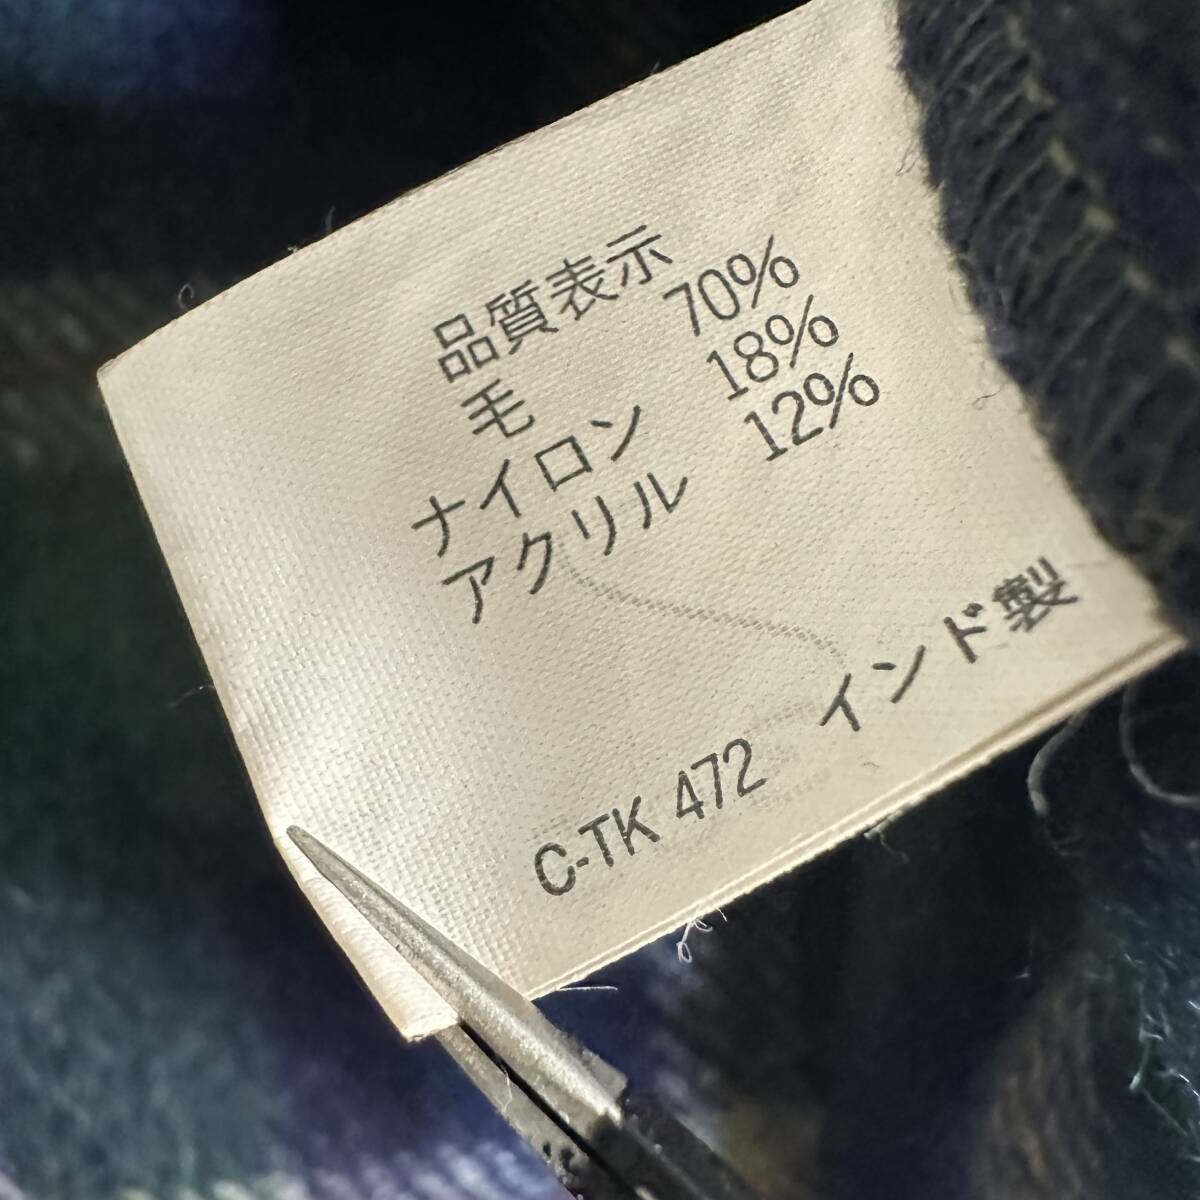 品質表示
毛 70%
ナイロン 18%
アクリル 12%
C-TK 472 インド製